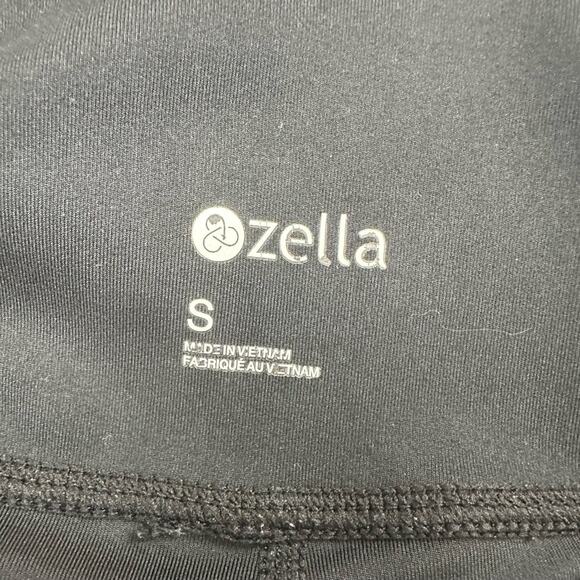 zella
S
MADE IN VIETNAM
FABRIQUÉ AU VIETNAM